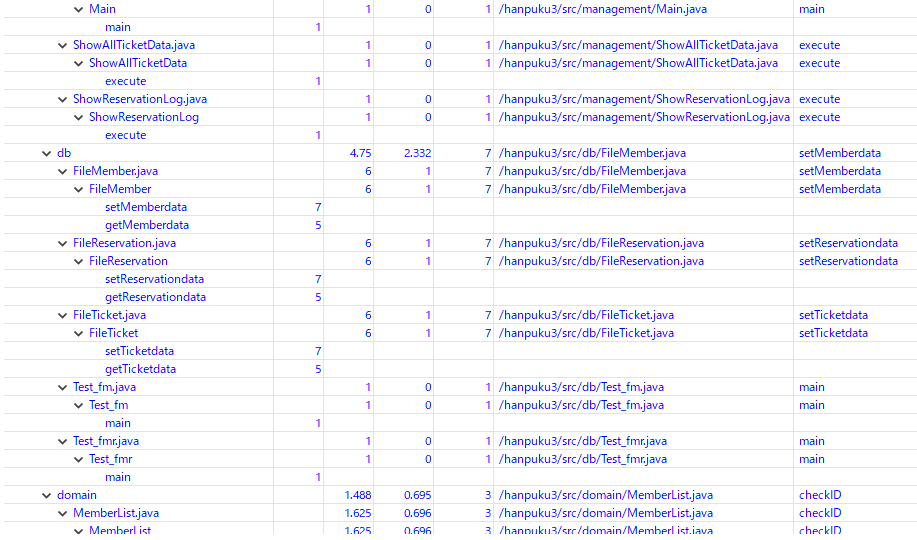 Main 1 0 1 /hanpuku3/src/management/Main.java main
main 1
ShowAllTicketData.java 1 0 1 /hanpuku3/src/management/ShowAllTicketData.java execute
ShowAllTicketData 1 0 1 /hanpuku3/src/management/ShowAllTicketData.java execute
execute 1
ShowReservationLog.java 1 0 1 /hanpuku3/src/management/ShowReservationLog.java execute
ShowReservationLog 1 0 1 /hanpuku3/src/management/ShowReservationLog.java execute
execute 1
db 4.75 2.332 7 /hanpuku3/src/db/FileMember.java setMemberdata
FileMember.java 6 1 7 /hanpuku3/src/db/FileMember.java setMemberdata
FileMember 6 1 7 /hanpuku3/src/db/FileMember.java setMemberdata
setMemberdata 7
getMemberdata 5
FileReservation.java 6 1 7 /hanpuku3/src/db/FileReservation.java setReservationdata
FileReservation 6 1 7 /hanpuku3/src/db/FileReservation.java setReservationdata
setReservationdata 7
getReservationdata 5
FileTicket.java 6 1 7 /hanpuku3/src/db/FileTicket.java setTicketdata
FileTicket 6 1 7 /hanpuku3/src/db/FileTicket.java setTicketdata
setTicketdata 7
getTicketdata 5
Test_fm.java 1 0 1 /hanpuku3/src/db/Test_fm.java main
Test_fm 1 0 1 /hanpuku3/src/db/Test_fm.java main
main 1
Test_fmr.java 1 0 1 /hanpuku3/src/db/Test_fmr.java main
Test_fmr 1 0 1 /hanpuku3/src/db/Test_fmr.java main
main 1
domain 1.488 0.695 3 /hanpuku3/src/domain/MemberList.java checkID
MemberList.java 1.625 0.696 3 /hanpuku3/src/domain/MemberList.java checkID
MemberList 1.625 0.696 3 /hanpuku3/src/domain/MemberList.java checkID